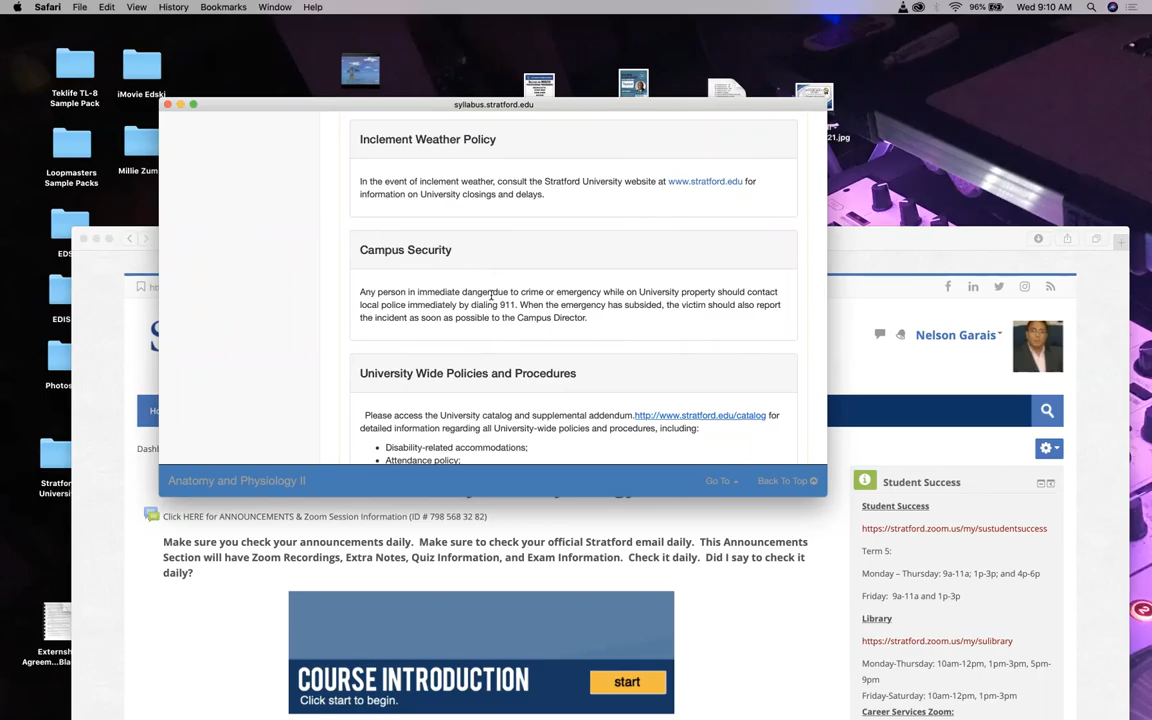 Safari File Edit View History Bookmarks Window Help 96% Wed 9:10 AM
Teklife TL-8
Sample Pack
iMovie Edski
Loopmasters
Sample Packs
Millie Zum
EDS
EDIS
Photos
Stratfor
Universi
Externsh
Agreem...Bla
21.jpg
syllabus.stratford.edu
Inclement Weather Policy
In the event of inclement weather, consult the Stratford University website at www.stratford.edu for
information on University closings and delays.
Campus Security
Any person in immediate danger due to crime or emergency while on University property should contact
local police immediately by dialing 911. When the emergency has subsided, the victim should also report
the incident as soon as possible to the Campus Director.
University Wide Policies and Procedures
Please access the University catalog and supplemental addendum.http://www.stratford.edu/catalog for
detailed information regarding all University-wide policies and procedures, including:
• Disability-related accommodations;
• Attendance policy;
Anatomy and Physiology II Go To Back To Top
S
Nelson Garais
Ho
Dashb
Click HERE for ANNOUNCEMENTS & Zoom Session Information (ID # 798 568 32 82)
Make sure you check your announcements daily. Make sure to check your official Stratford email daily. This Announcements
Section will have Zoom Recordings, Extra Notes, Quiz Information, and Exam Information. Check it daily. Did I say to check it
daily?
COURSE INTRODUCTION
Click start to begin.
start
Student Success
Student Success
https://stratford.zoom.us/my/sustudentsuccess
Term 5:
Monday – Thursday: 9a-11a; 1p-3p; and 4p-6p
Friday: 9a-11a and 1p-3p
Library
https://stratford.zoom.us/my/sulibrary
Monday-Thursday: 10am-12pm, 1pm-3pm, 5pm-
9pm
Friday-Saturday: 10am-12pm, 1pm-3pm
Career Services Zoom: